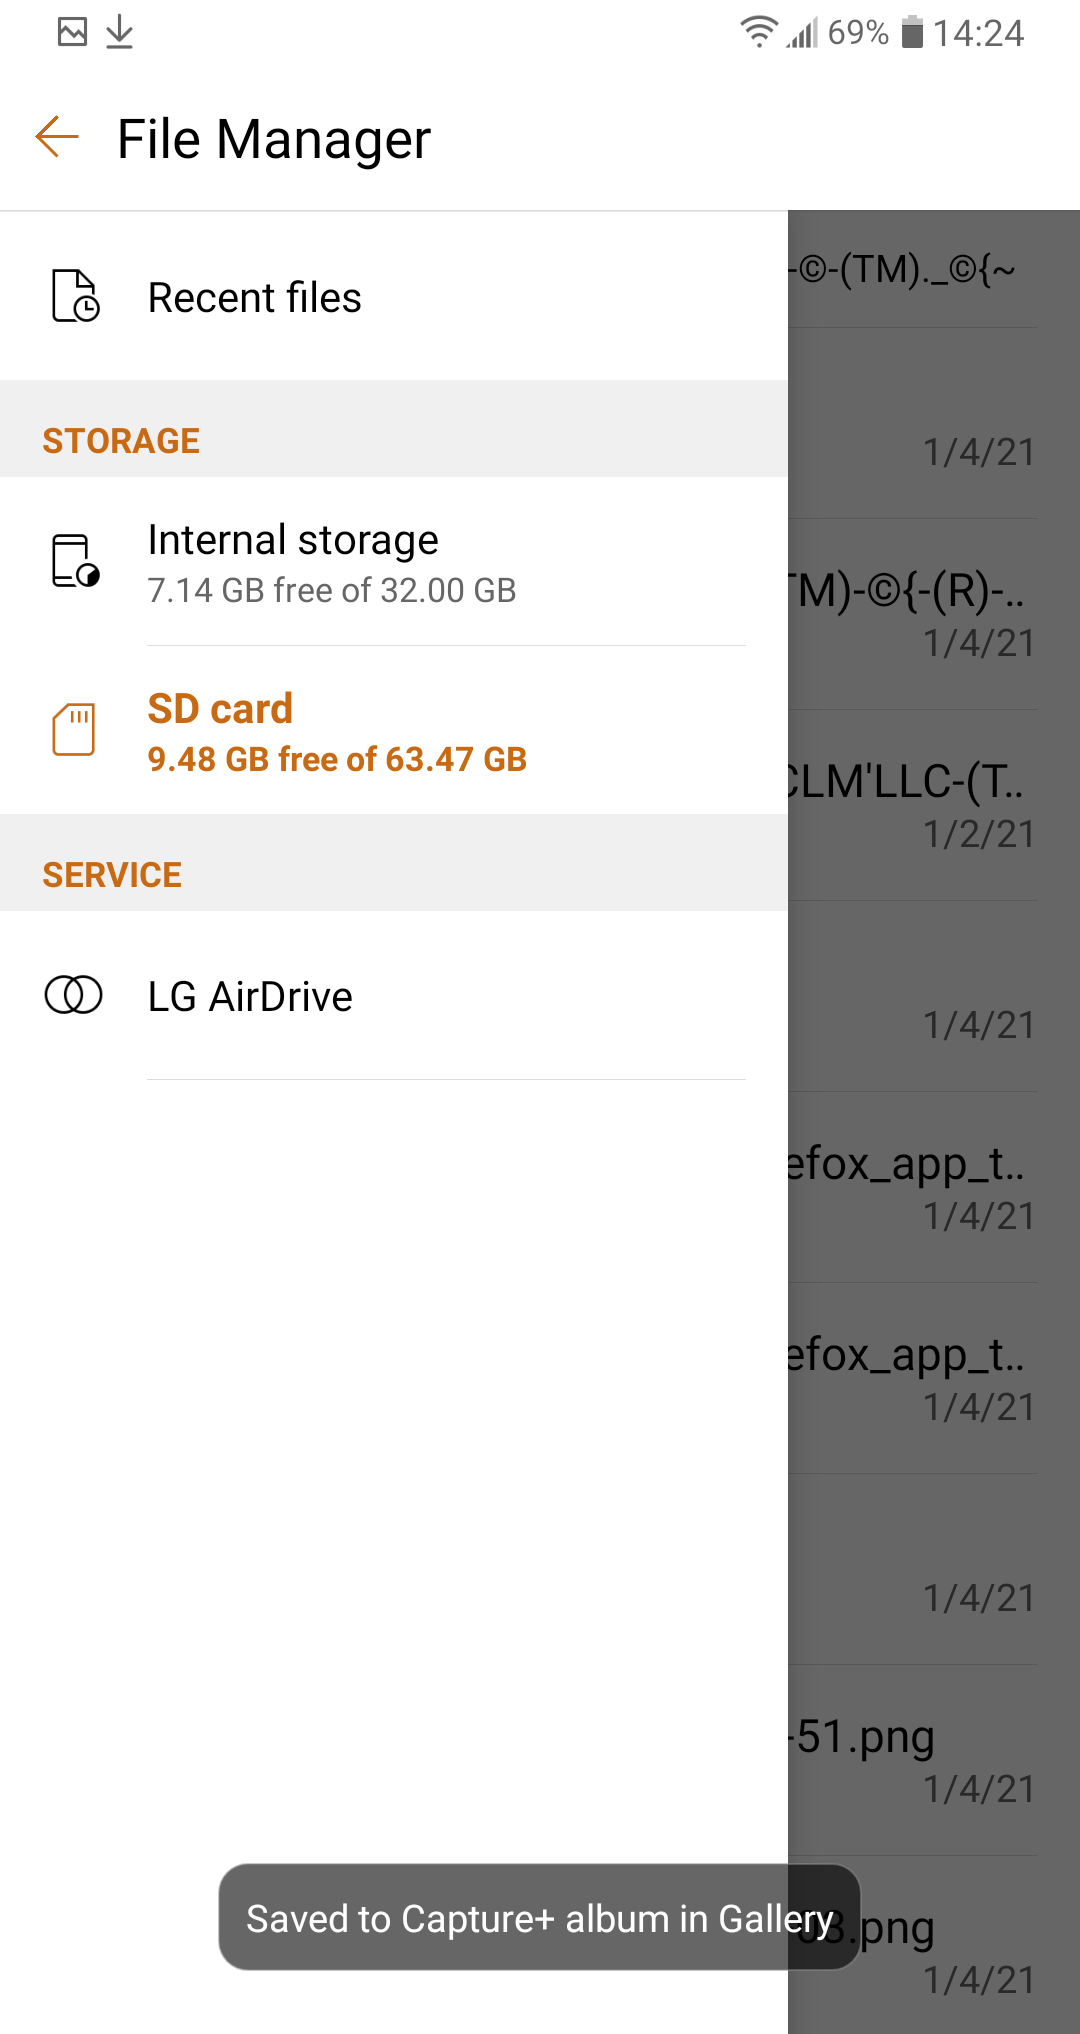 69% 14:24
File Manager
-©-(TM)._©{~
Recent files
1/4/21
STORAGE
Internal storage
7.14 GB free of 32.00 GB
TM)-©{-(R)-..
1/4/21
SD card
9.48 GB free of 63.47 GB
CLM'LLC-(T..
1/2/21
SERVICE
LG AirDrive
1/4/21
efox_app_t..
1/4/21
efox_app_t..
1/4/21
1/4/21
-51.png
1/4/21
Saved to Capture+ album in Gallery
.png
1/4/21